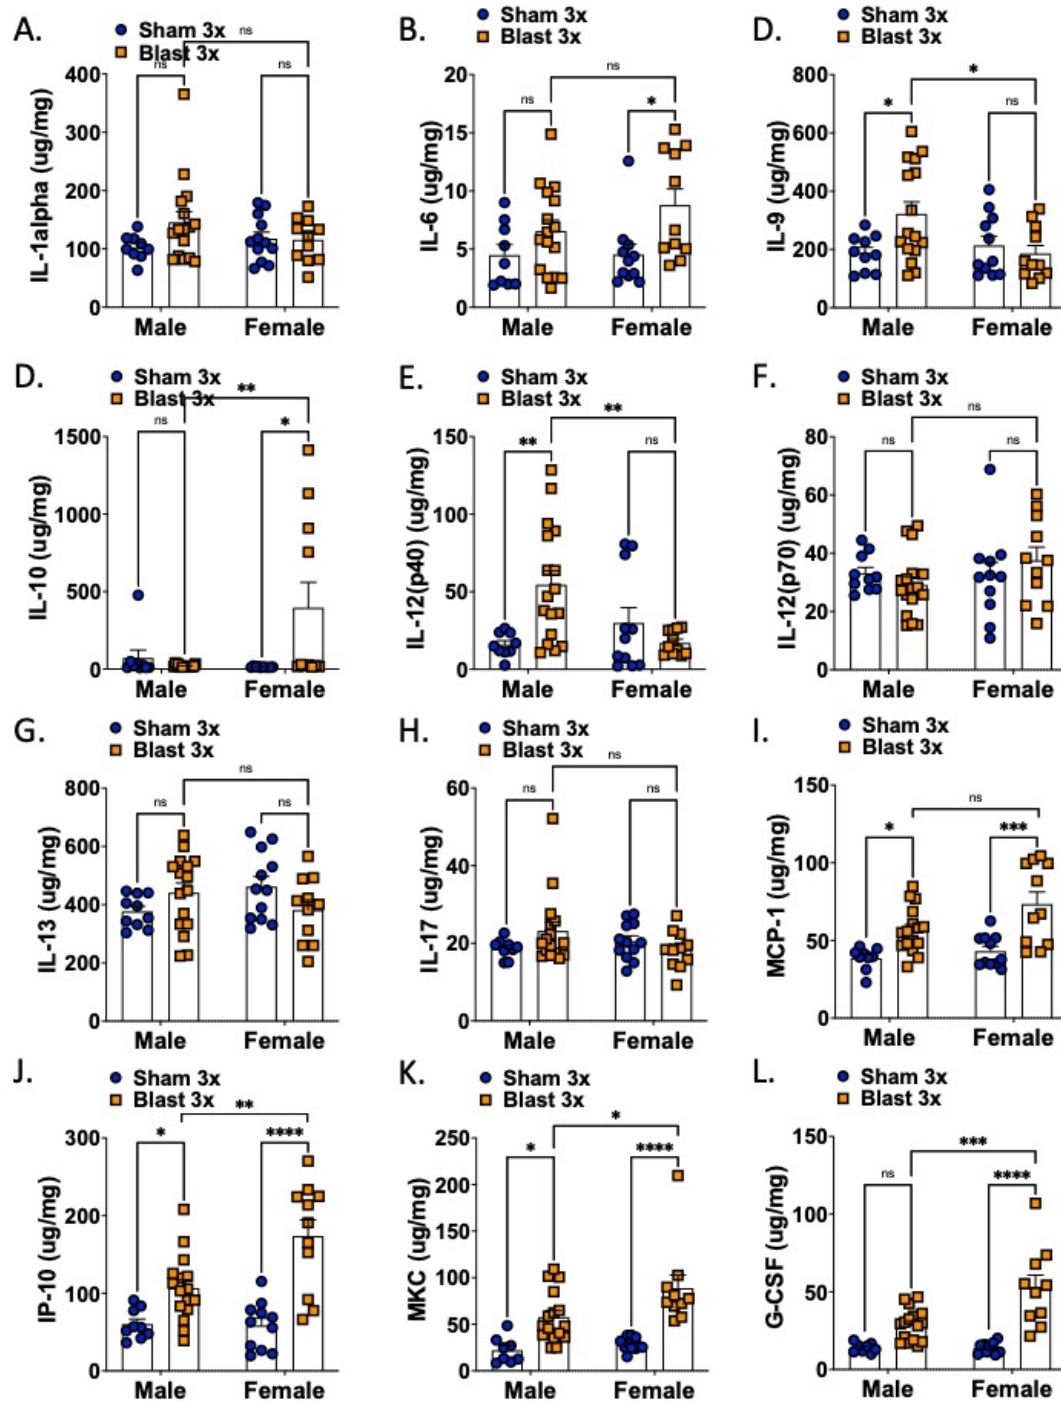 A.
Sham 3x
Blast 3x
ns
ns
ns
IL-1alpha (ug/mg)
400
300
200
100
0
Male
Female
B.
Sham 3x
Blast 3x
ns
ns
*
IL-6 (ug/mg)
20
15
10
5
0
Male
Female
D.
Sham 3x
Blast 3x
*
*
ns
IL-9 (ug/mg)
800
600
400
200
0
Male
Female
D.
Sham 3x
Blast 3x
**
ns
*
IL-10 (ug/mg)
1500
1000
500
0
Male
Female
E.
Sham 3x
Blast 3x
**
**
ns
IL-12(p40) (ug/mg)
150
100
50
0
Male
Female
F.
Sham 3x
Blast 3x
ns
ns
ns
IL-12(p70) (ug/mg)
80
60
40
20
0
Male
Female
G.
Sham 3x
Blast 3x
ns
ns
ns
IL-13 (ug/mg)
800
600
400
200
0
Male
Female
H.
Sham 3x
Blast 3x
ns
ns
ns
IL-17 (ug/mg)
60
40
20
0
Male
Female
I.
Sham 3x
Blast 3x
ns
*
***
MCP-1 (ug/mg)
150
100
50
0
Male
Female
J.
Sham 3x
Blast 3x
**
*
****
IP-10 (ug/mg)
300
200
100
0
Male
Female
K.
Sham 3x
Blast 3x
*
*
****
MKC (ug/mg)
250
200
150
100
50
0
Male
Female
L.
Sham 3x
Blast 3x
***
ns
****
G-CSF (ug/mg)
150
100
50
0
Male
Female